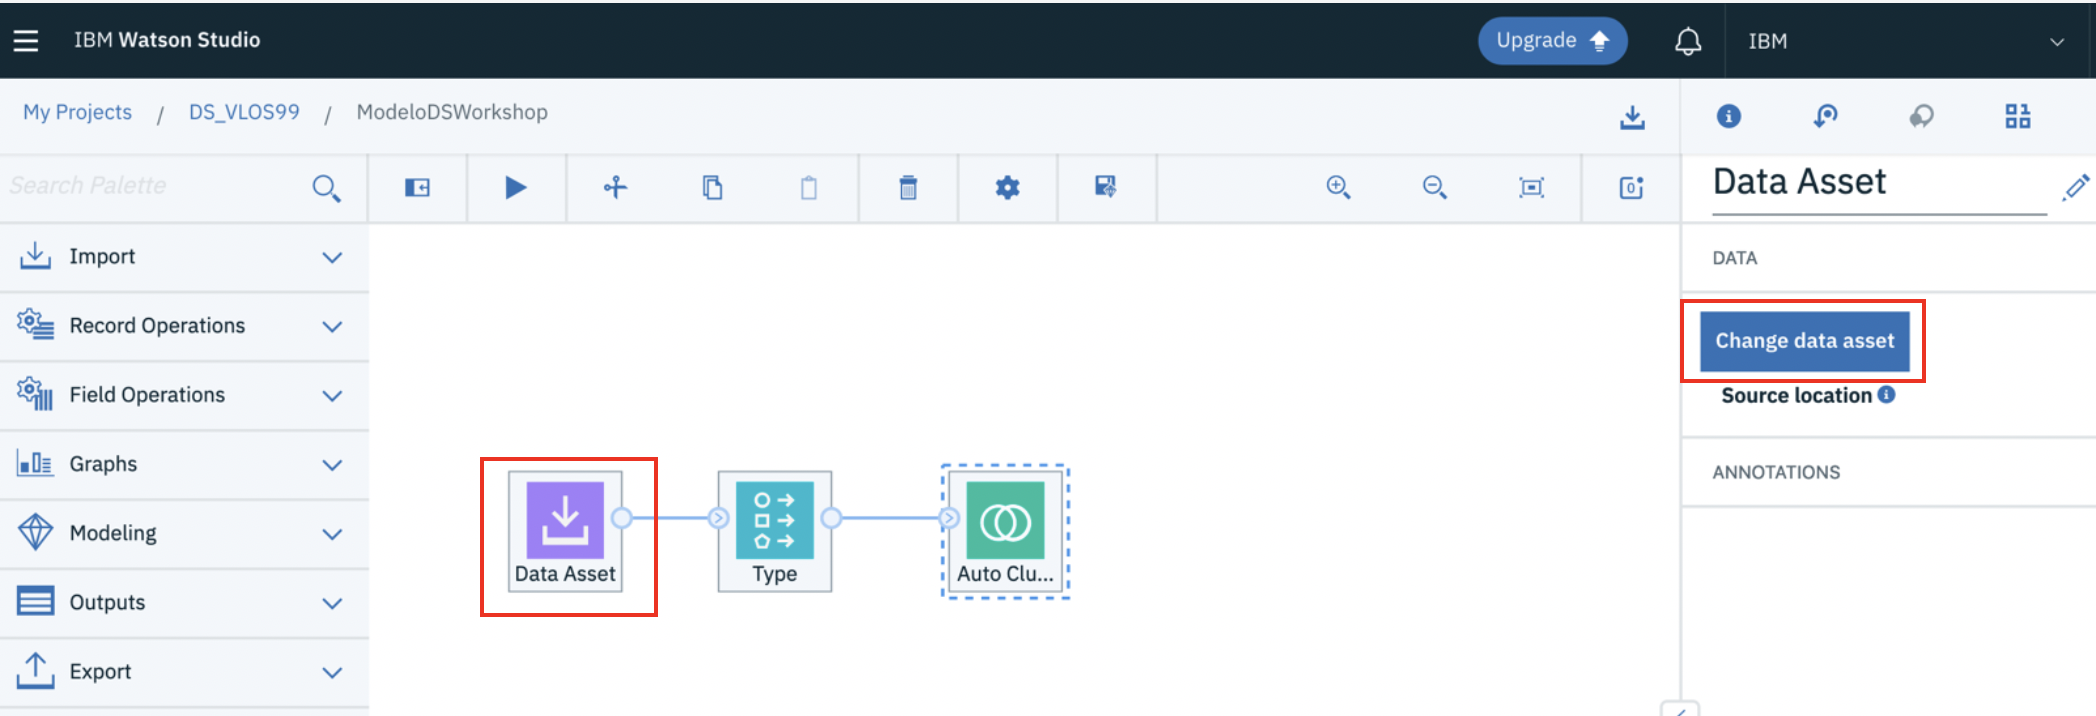 IBM Watson Studio
Upgrade
IBM
My Projects / DS_VLOS99 / ModeloDSWorkshop
Search Palette
Data Asset
Import
DATA
Record Operations
Change data asset
Field Operations
Source location
Graphs
ANNOTATIONS
Modeling
Data Asset
Type
Auto Clu...
Outputs
Export